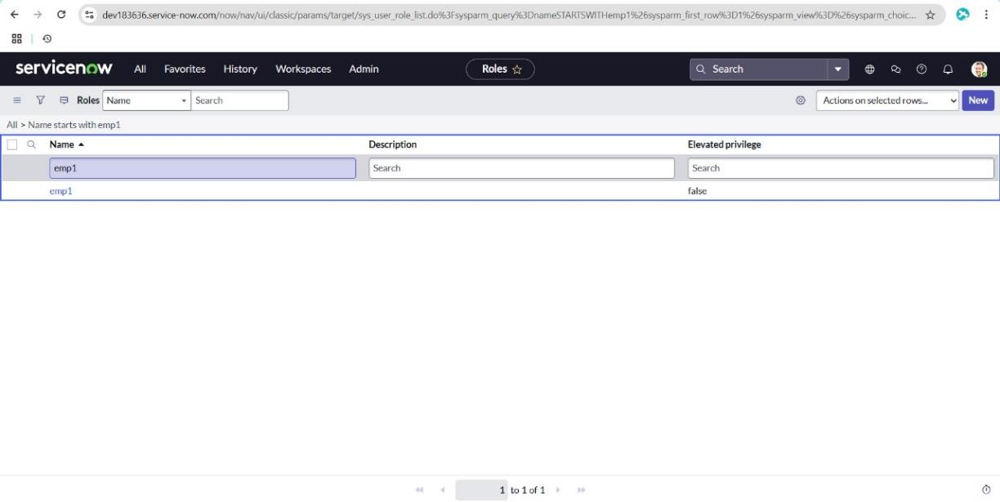 dev183636.service-now.com/now/nav/ui/classic/params/target/sys_user_role_list.do%3Fsysparm_query%3DnameSTARTSWITHemp1%26sysparm_first_row%3D1%26sysparm_view%3D%26sysparm_choic...
servicenow All Favorites History Workspaces Admin Roles Search
Roles Name Search Actions on selected rows... New
All > Name starts with emp1
Name Description Elevated privilege
emp1 Search Search
emp1 false
1 to 1 of 1